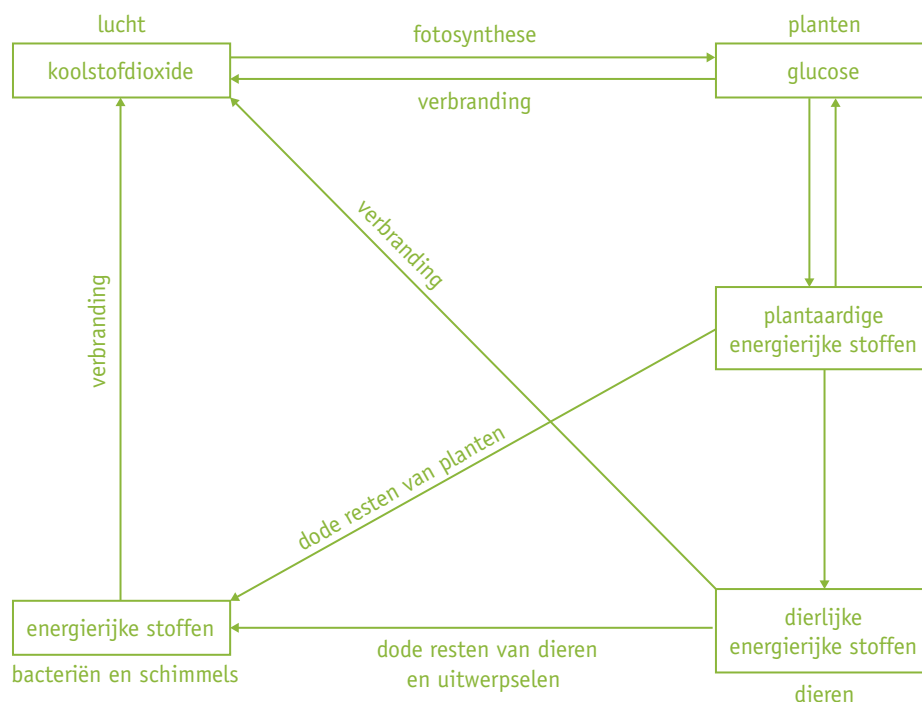 lucht
koolstofdioxide
fotosynthese
verbranding
planten
glucose
verbranding
verbranding
plantaardige
energierijke stoffen
dode resten van planten
energierijke stoffen
bacteriën en schimmels
dode resten van dieren
en uitwerpselen
dierlijke
energierijke stoffen
dieren